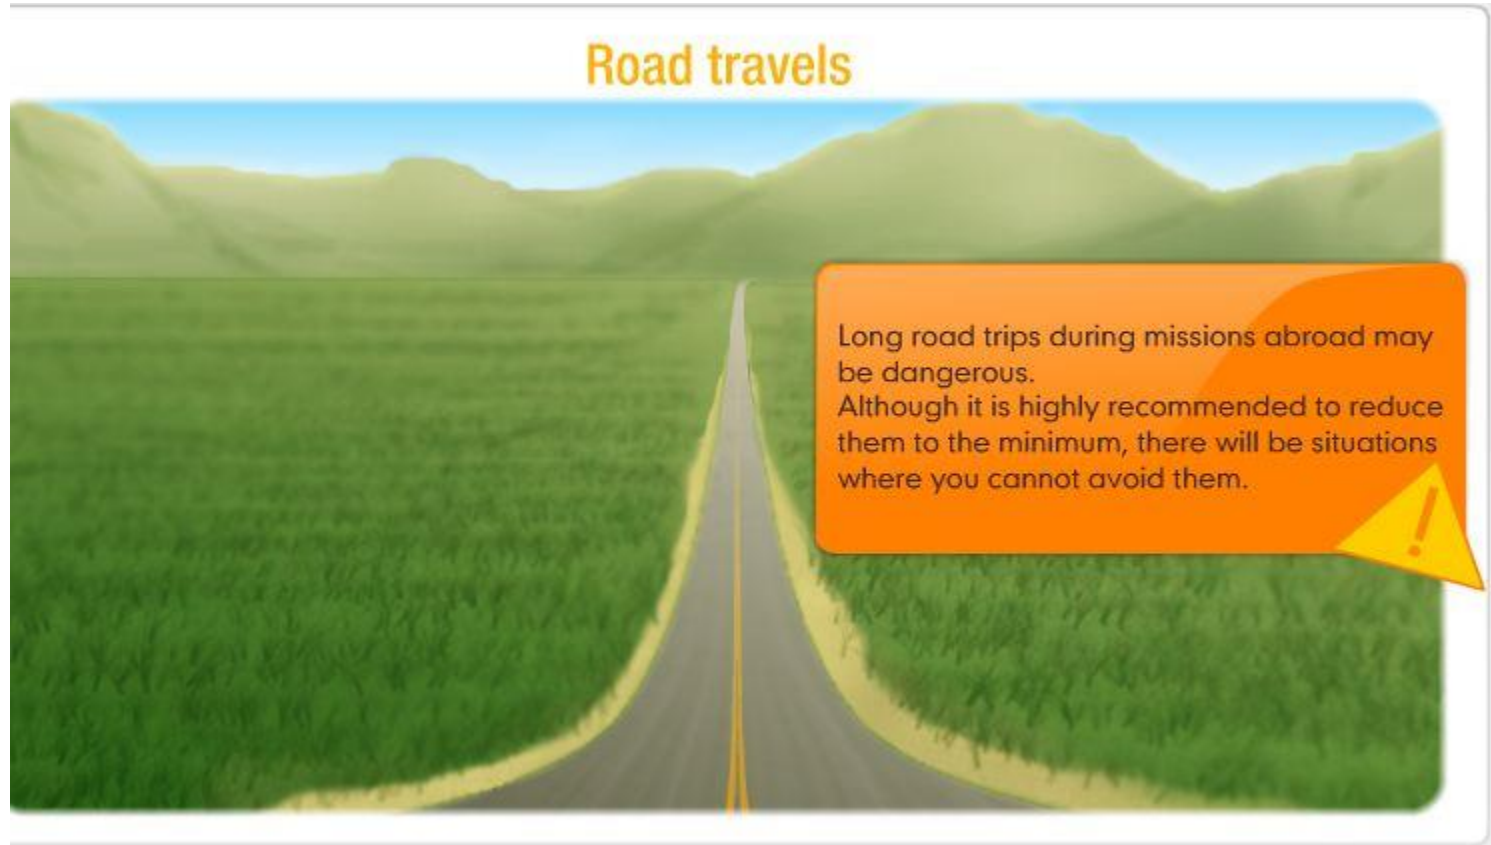 Road travels
Long road trips during missions abroad may
be dangerous.
Although it is highly recommended to reduce
them to the minimum, there will be situations
where you cannot avoid them.
!